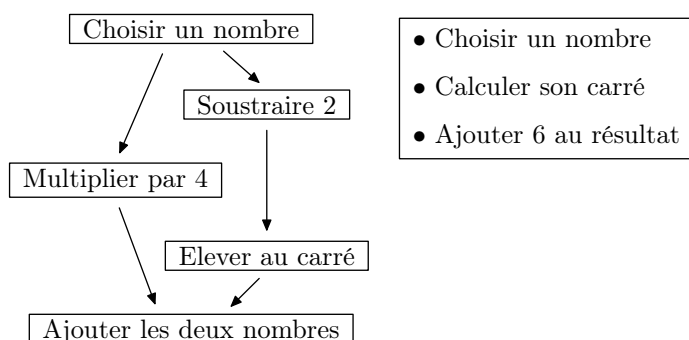 Choisir un nombre
Soustraire 2
Multiplier par 4
Elever au carré
Ajouter les deux nombres
• Choisir un nombre
• Calculer son carré
• Ajouter 6 au résultat